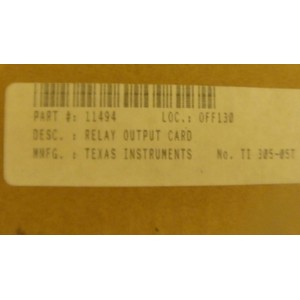 PART #: 11494 LOC.: OFF130
DESC. : RELAY OUTPUT CARD
MNFG. : TEXAS INSTRUMENTS No. TI 305-05T